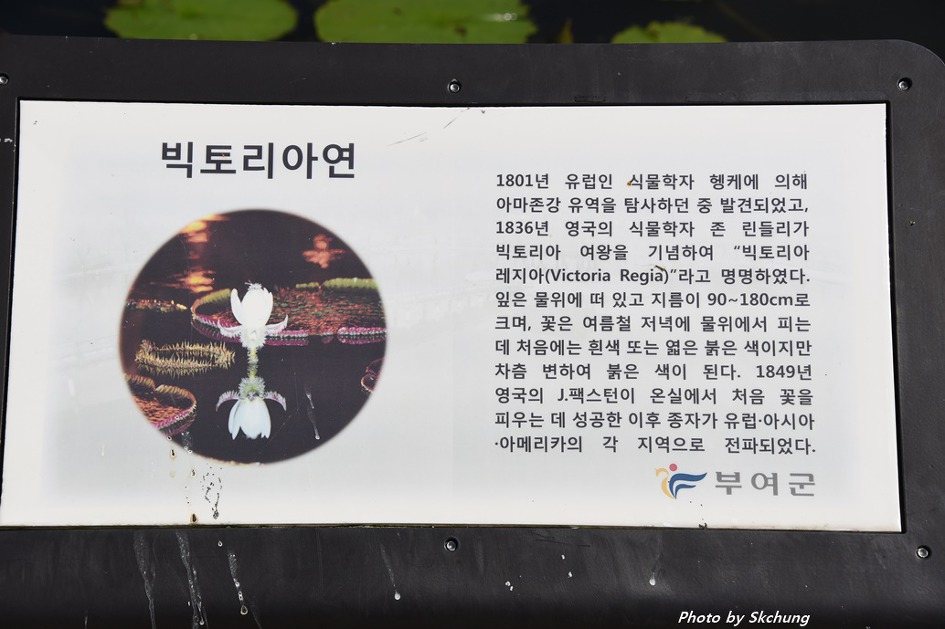 빅토리아연
1801년 유럽인 식물학자 헹케에 의해
아마존강 유역을 탐사하던 중 발견되었고,
1836년 영국의 식물학자 존 린들리가
빅토리아 여왕을 기념하여 “빅토리아
레지아(Victoria Regia)”라고 명명하였다.
잎은 물위에 떠 있고 지름이 90~180cm로
크며, 꽃은 여름철 저녁에 물위에서 피는
데 처음에는 흰색 또는 엷은 붉은 색이지만
차츰 변하여 붉은 색이 된다. 1849년
영국의 J.팩스턴이 온실에서 처음 꽃을
피우는 데 성공한 이후 종자가 유럽·아시아
·아메리카의 각 지역으로 전파되었다.
부여군
Photo by Skchung